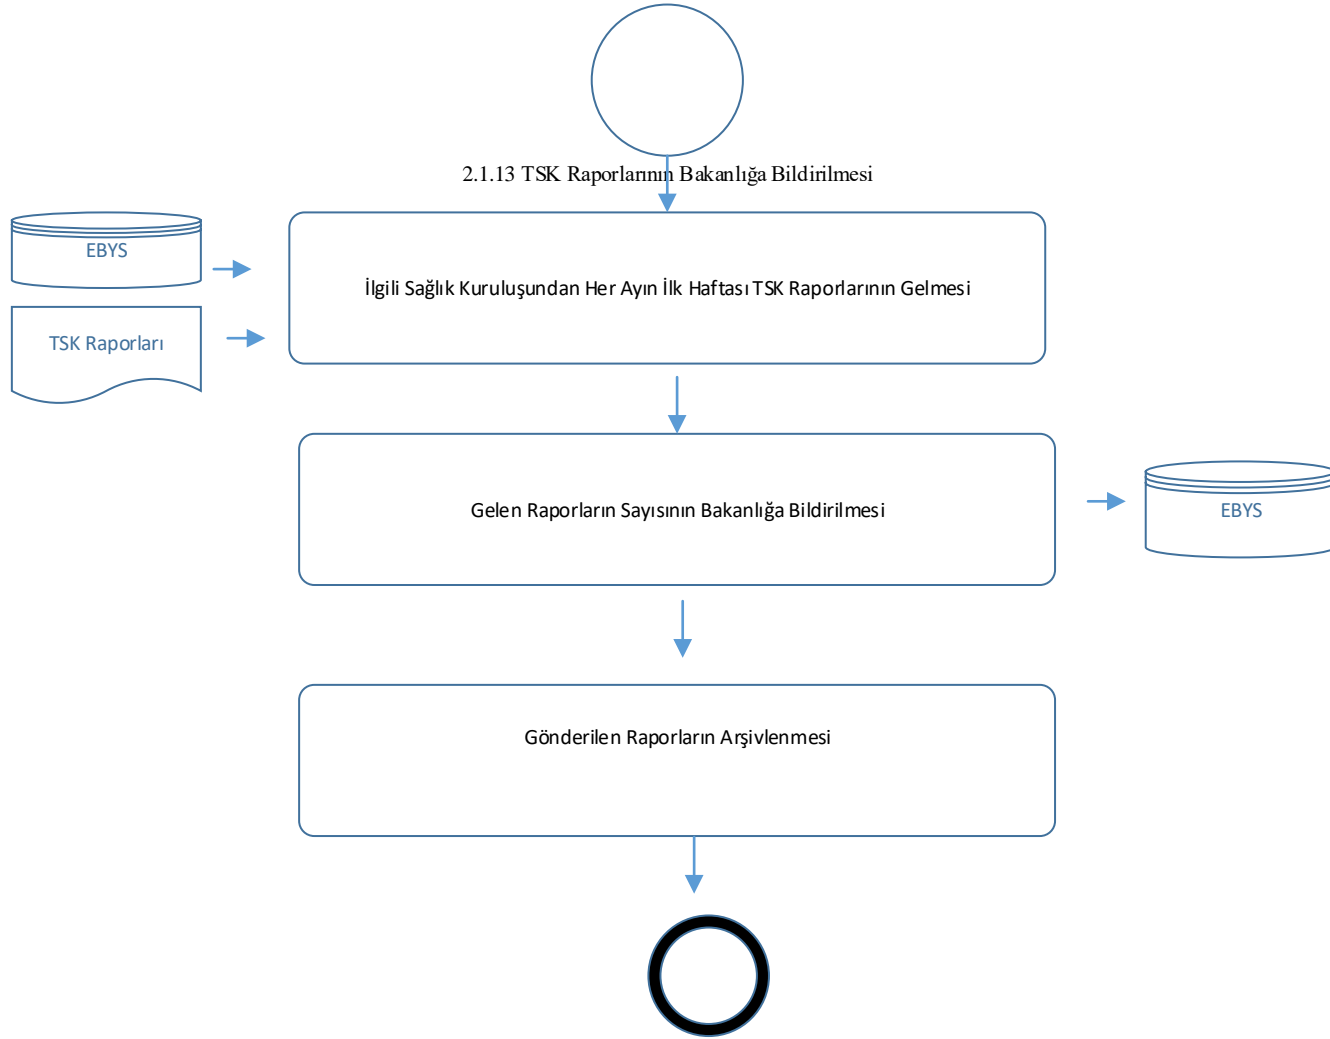 2.1.13 TSK Raporlarının Bakanlığa Bildirilmesi
EBYS
İlgili Sağlık Kuruluşundan Her Ayın İlk Haftası TSK Raporlarının Gelmesi
TSK Raporları
Gelen Raporların Sayısının Bakanlığa Bildirilmesi
EBYS
Gönderilen Raporların Arşivlenmesi